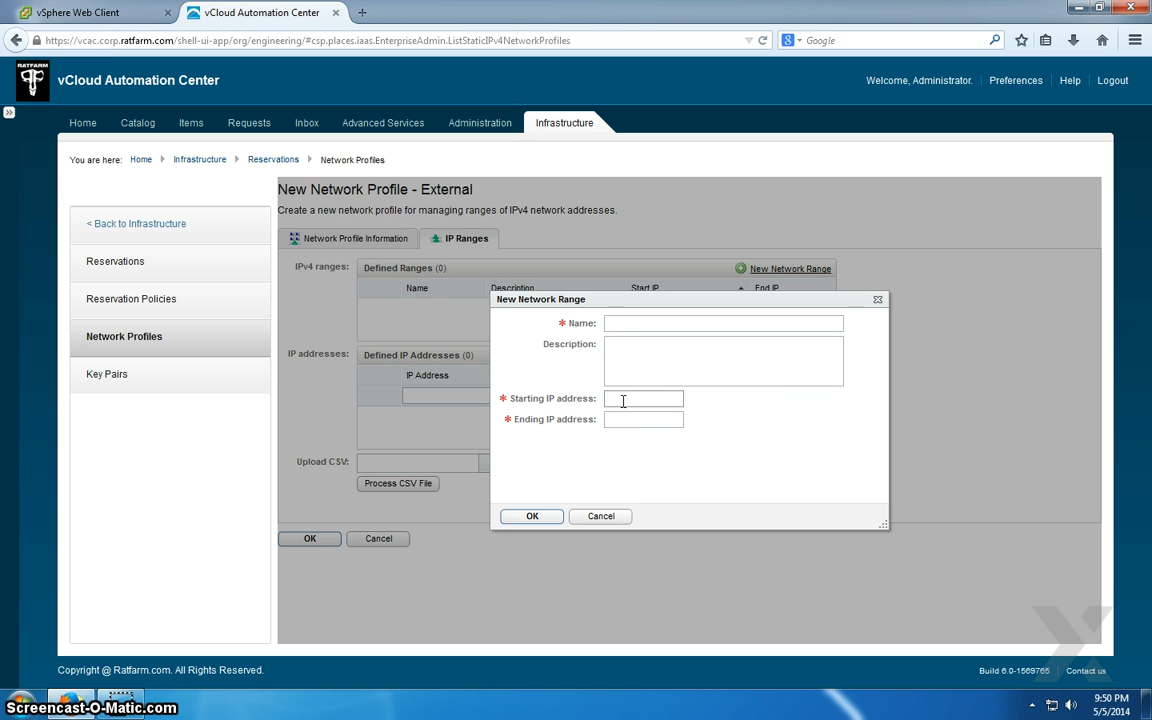 vSphere Web Client
vCloud Automation Center
https://vcac.corp.ratfarm.com/shell-ui-app/org/engineering/#csp.places.iaas.EnterpriseAdmin.ListStaticIPv4NetworkProfiles
Google
RATFARM
vCloud Automation Center
Welcome, Administrator.
Preferences
Help
Logout
Home
Catalog
Items
Requests
Inbox
Advanced Services
Administration
Infrastructure
You are here: Home Infrastructure Reservations Network Profiles
< Back to Infrastructure
Reservations
Reservation Policies
Network Profiles
Key Pairs
New Network Profile - External
Create a new network profile for managing ranges of IPv4 network addresses.
Network Profile Information
IP Ranges
IPv4 ranges:
Defined Ranges (0)
New Network Range
Name
Description
Start IP
End IP
IP addresses:
Defined IP Addresses (0)
IP Address
Upload CSV:
Process CSV File
OK
Cancel
New Network Range
* Name:
Description:
* Starting IP address:
* Ending IP address:
OK
Cancel
Copyright @ Ratfarm.com. All Rights Reserved.
Build 6.0-1569765
Contact
Screencast-O-Matic.com
9:50 PM
5/5/2014